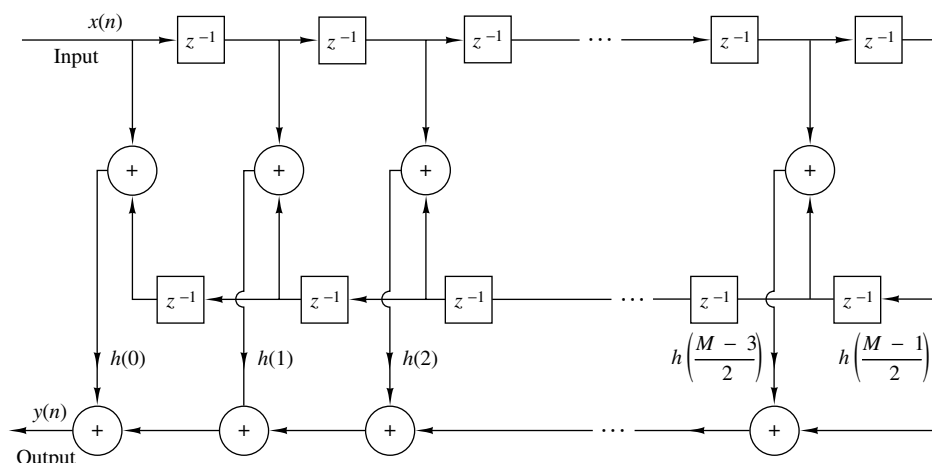 x(n)
Input
z⁻¹ z⁻¹ z⁻¹ ... z⁻¹ z⁻¹
+ + + +
z⁻¹ z⁻¹ z⁻¹ ... z⁻¹ z⁻¹
h(0) h(1) h(2) h((M − 3)/2) h((M − 1)/2)
y(n)
+ + + ... +
Output